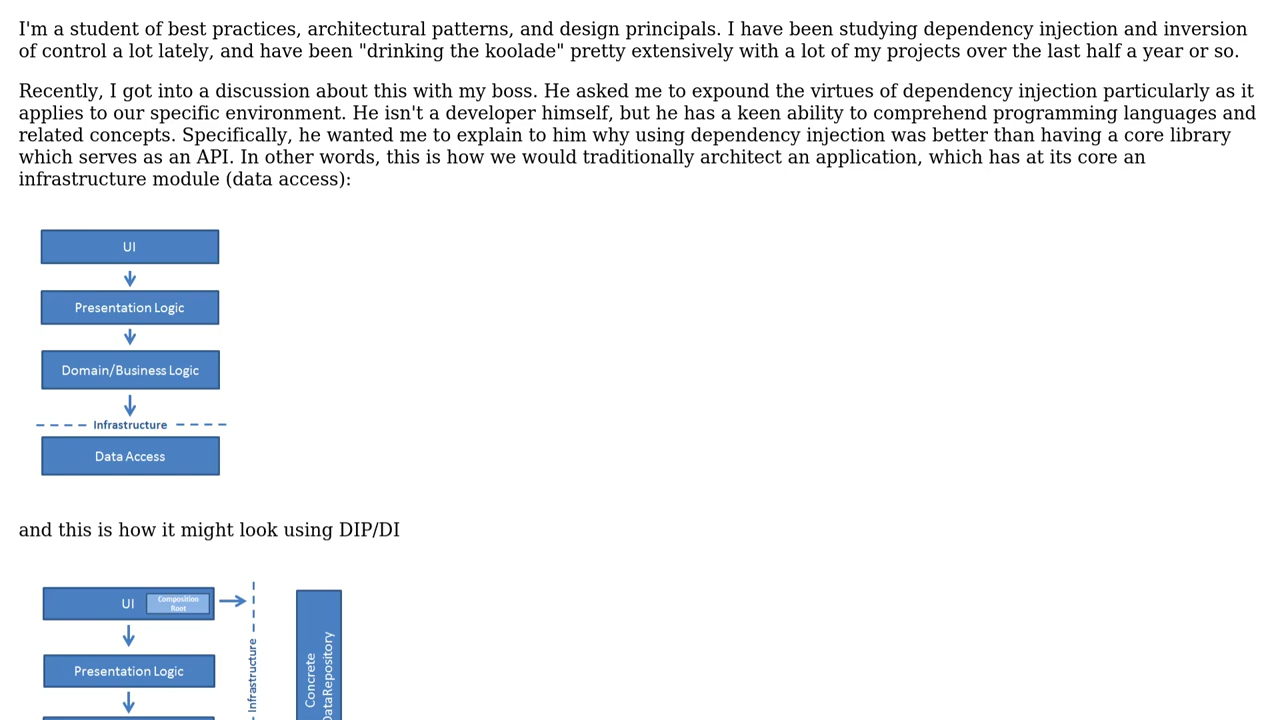 I'm a student of best practices, architectural patterns, and design principals. I have been studying dependency injection and inversion
of control a lot lately, and have been "drinking the koolade" pretty extensively with a lot of my projects over the last half a year or so.
Recently, I got into a discussion about this with my boss. He asked me to expound the virtues of dependency injection particularly as it
applies to our specific environment. He isn't a developer himself, but he has a keen ability to comprehend programming languages and
related concepts. Specifically, he wanted me to explain to him why using dependency injection was better than having a core library
which serves as an API. In other words, this is how we would traditionally architect an application, which has at its core an
infrastructure module (data access):
UI
Presentation Logic
Domain/Business Logic
Infrastructure
Data Access
and this is how it might look using DIP/DI
UI
Composition
Root
Presentation Logic
Infrastructure
Concrete
DataRepository